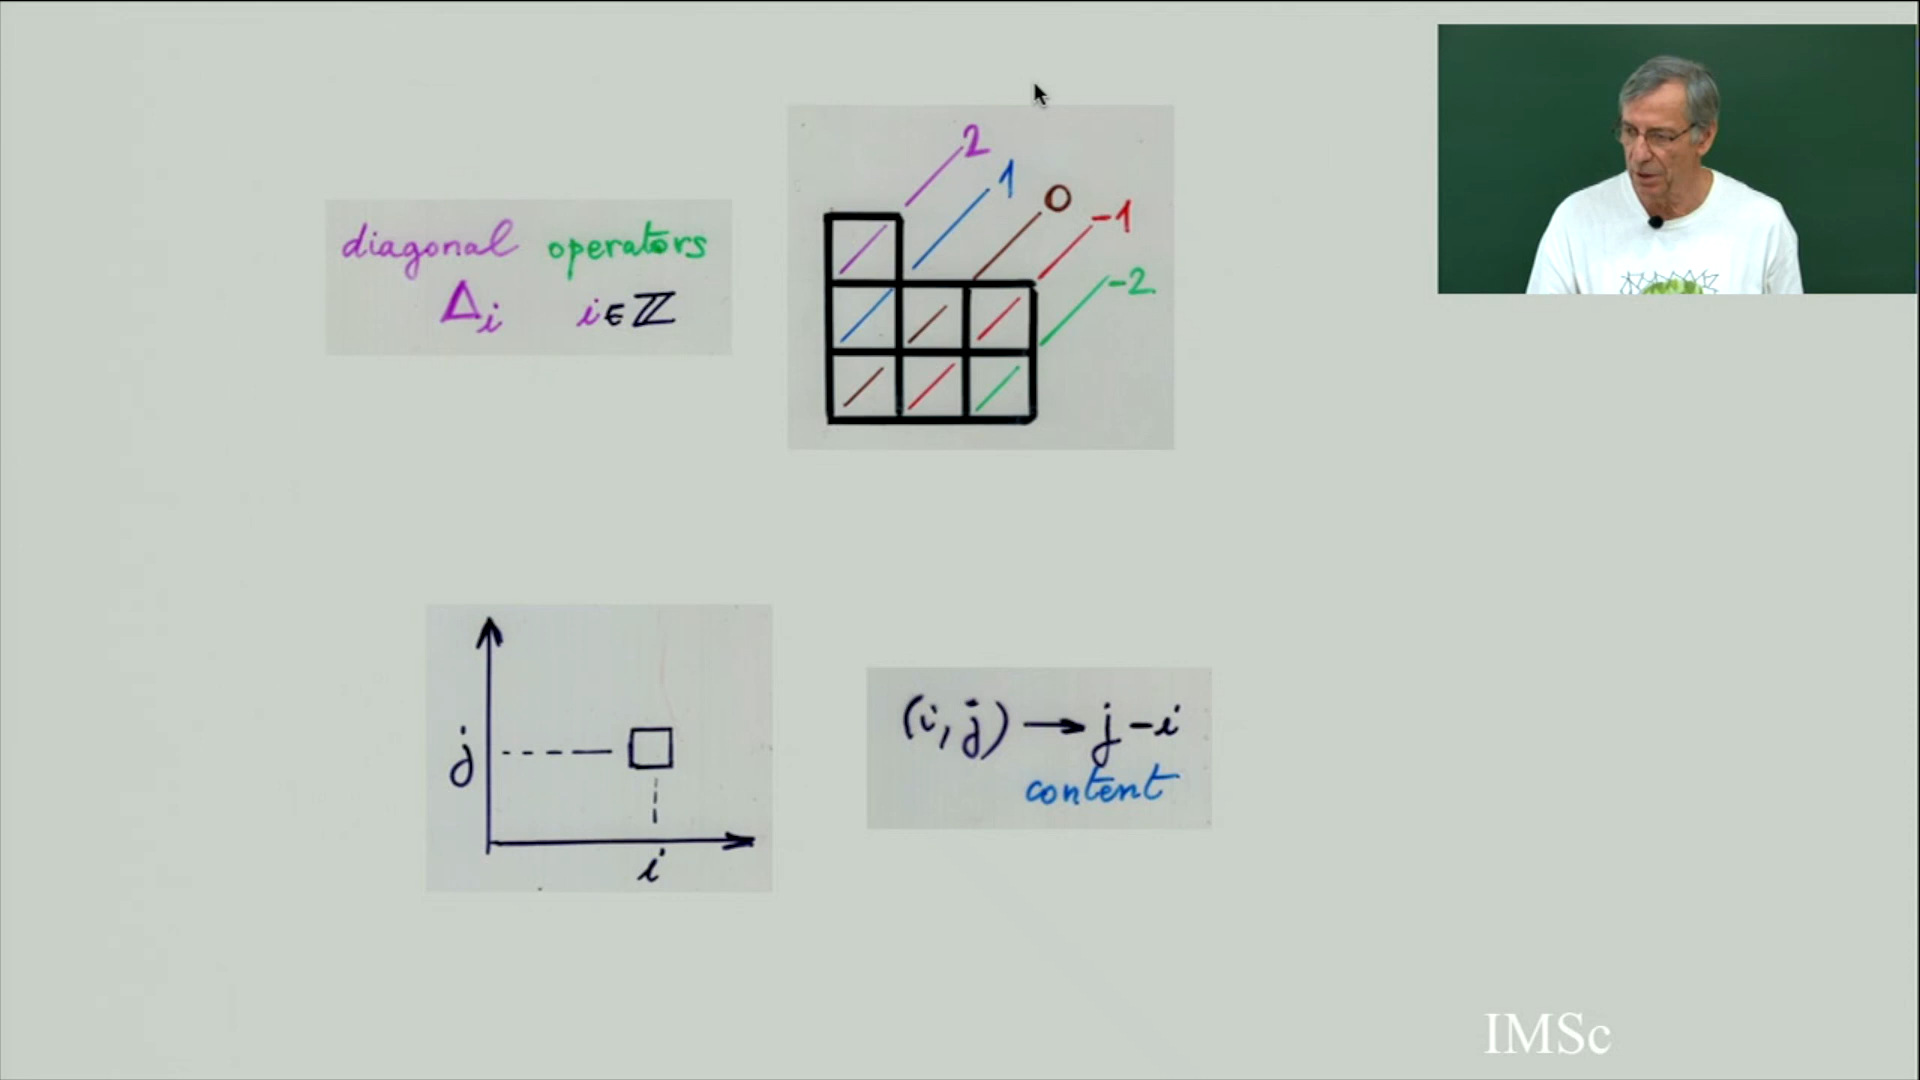 diagonal operators
Δi i∈ℤ
2
1
0
-1
-2
j
i
(i, j) → j - i
content
IMSc